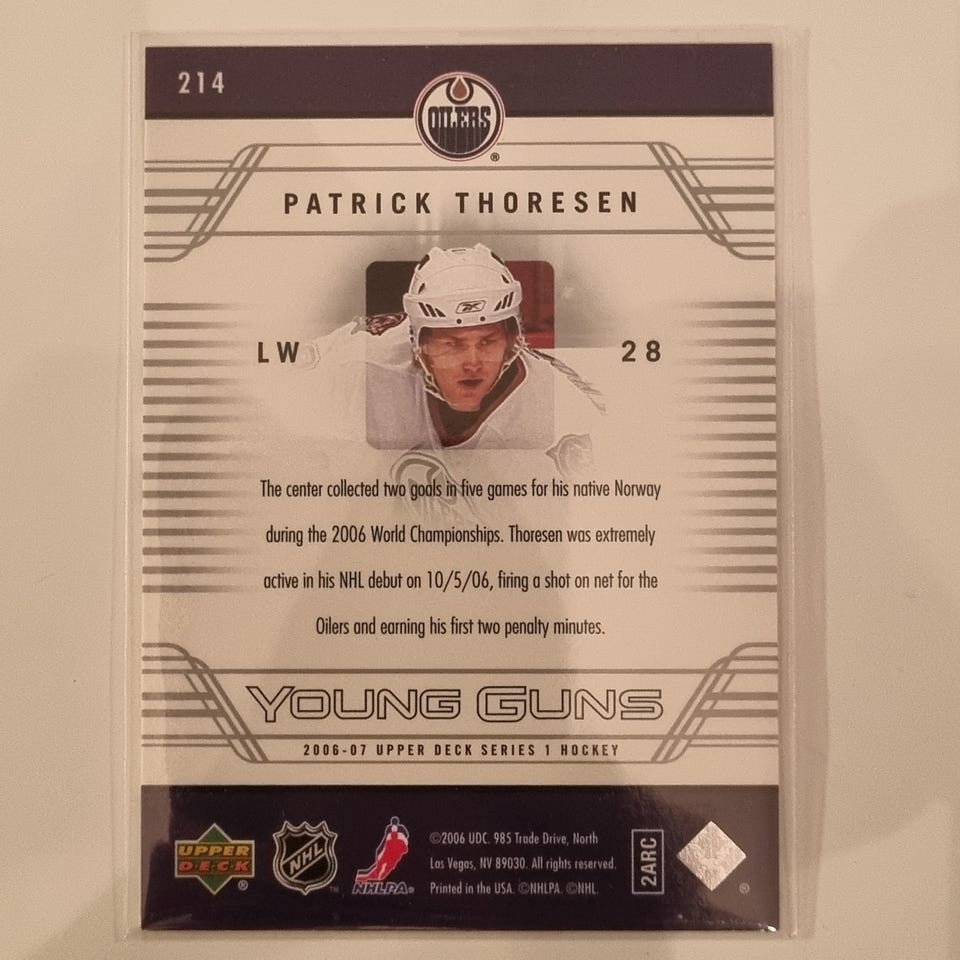 214
OILERS
®
PATRICK THORESEN
LW
28
The center collected two goals in five games for his native Norway
during the 2006 World Championships. Thoresen was extremely
active in his NHL debut on 10/5/06, firing a shot on net for the
Oilers and earning his first two penalty minutes.
YOUNG GUNS
2006-07 UPPER DECK SERIES 1 HOCKEY
UPPER
DECK
®
NHL
™
NHLPA®
©2006 UDC. 985 Trade Drive, North
Las Vegas, NV 89030. All rights reserved.
Printed in the USA. ©NHLPA. ©NHL.
2ARC
®